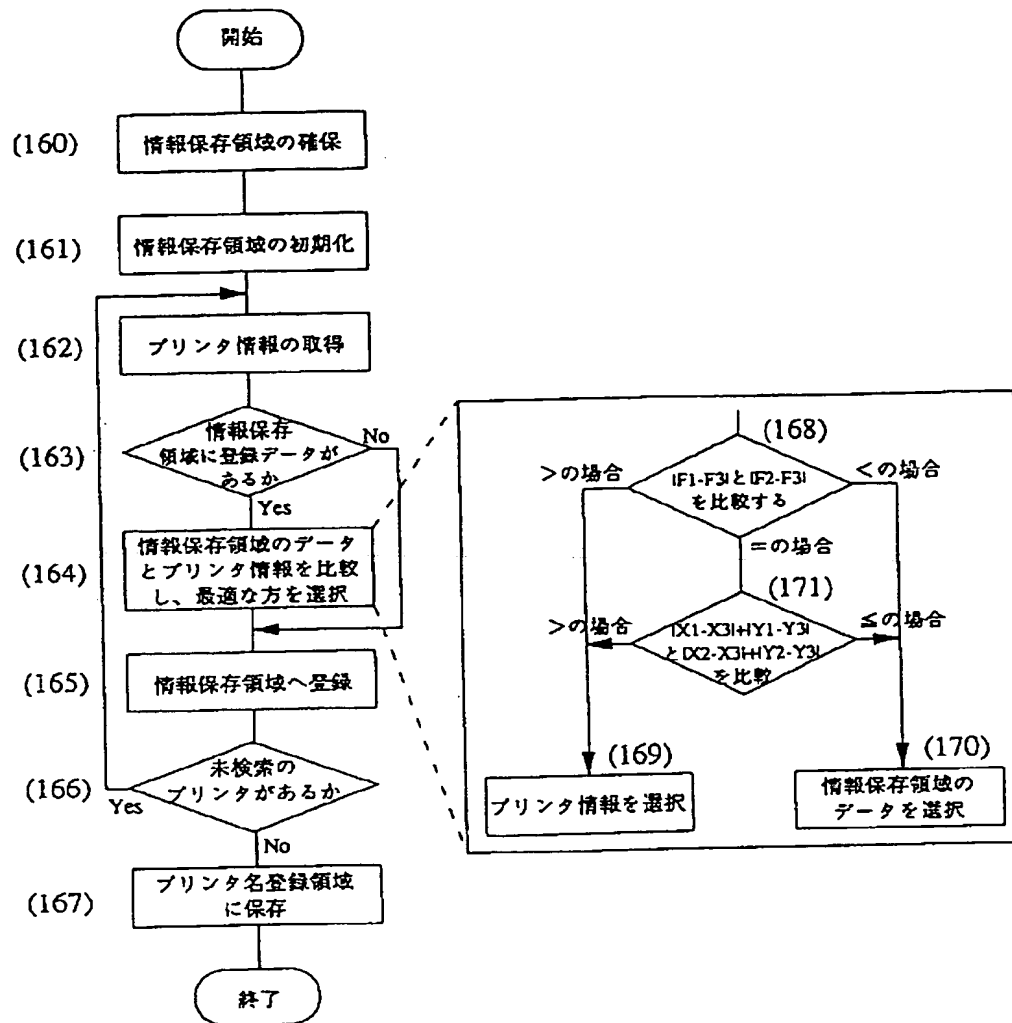 開始
(160)
情報保存領域の確保
(161)
情報保存領域の初期化
(162)
プリンタ情報の取得
(163)
情報保存
領域に登録データが
あるか
No
Yes
(164)
情報保存領域のデータ
とプリンタ情報を比較
し、最適な方を選択
(165)
情報保存領域へ登録
(166)
未検索の
プリンタがあるか
Yes
No
(167)
プリンタ名登録領域
に保存
終了
(168)
>の場合
|F1-F3|と|F2-F3|
を比較する
<の場合
=の場合
(171)
>の場合
|X1-X3|+|Y1-Y3|
と|X2-X3|+|Y2-Y3|
を比較
≦の場合
(169)
プリンタ情報を選択
(170)
情報保存領域の
データを選択